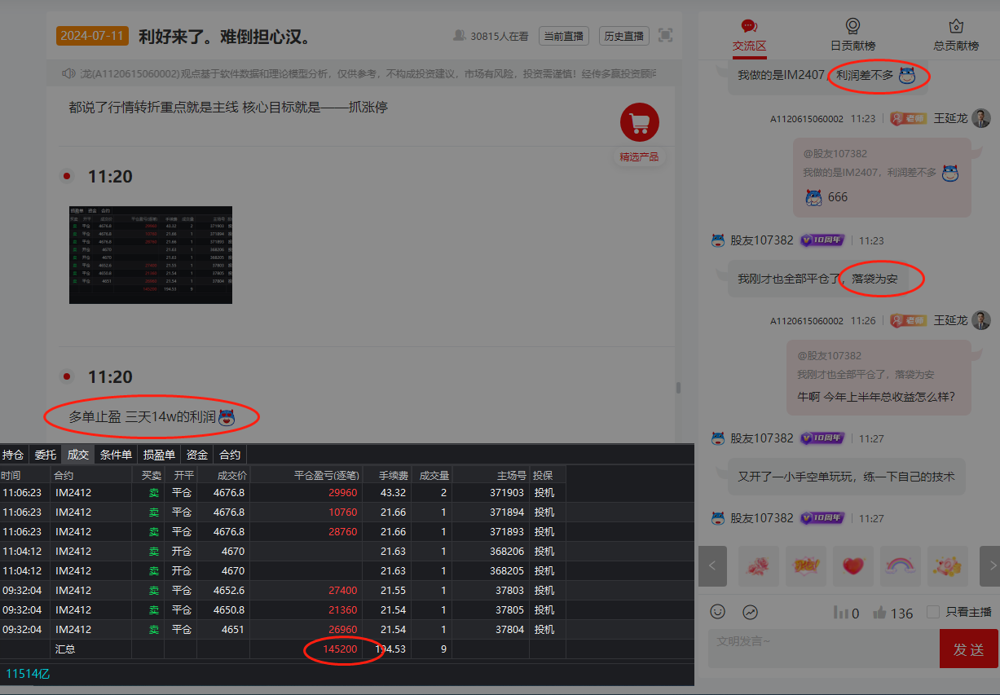 2024-07-11 利好来了。难倒担心汉。
30815人在看 当前直播 历史直播
龙(A1120615060002)观点基于软件数据和理论模型分析，仅供参考，不构成投资建议，市场有风险，投资需谨慎！经传多赢投资顾问
都说了行情转折重点就是主线 核心目标就是——抓涨停
精选产品
11:20
11:20
多单止盈 三天14w的利润
持仓 委托 成交 条件单 损盈单 资金 合约
时间 合约 买卖 开平 成交价 平仓盈亏(逐笔) 手续费 成交量 主场号 投保
11:06:23 IM2412 卖 平仓 4676.8 29960 43.32 2 371903 投机
11:06:23 IM2412 卖 平仓 4676.8 10760 21.66 1 371894 投机
11:06:23 IM2412 卖 平仓 4676.8 28760 21.66 1 371893 投机
11:04:12 IM2412 卖 开仓 4670 21.63 1 368206 投机
11:04:12 IM2412 卖 开仓 4670 21.63 1 368205 投机
09:32:04 IM2412 卖 平仓 4652.6 27400 21.55 1 37803 投机
09:32:04 IM2412 卖 平仓 4650.8 21360 21.54 1 37805 投机
09:32:04 IM2412 卖 平仓 4651 26960 21.54 1 37804 投机
汇总 145200 194.53 9
11514亿
交流区 日贡献榜 总贡献榜
我做的是IM2407，利润差不多
A1120615060002 11:23 老师 王延龙
@股友107382
我做的是IM2407，利润差不多
666
股友107382 10周年 11:23
我刚才也全部平仓了，落袋为安
A1120615060002 11:26 老师 王延龙
@股友107382
我刚才也全部平仓了，落袋为安
牛啊 今年上半年总收益怎么样?
股友107382 10周年 11:27
又开了一小手空单玩玩，练一下自己的技术
股友107382 10周年 11:27
0 136 只看主播
文明发言~
发送